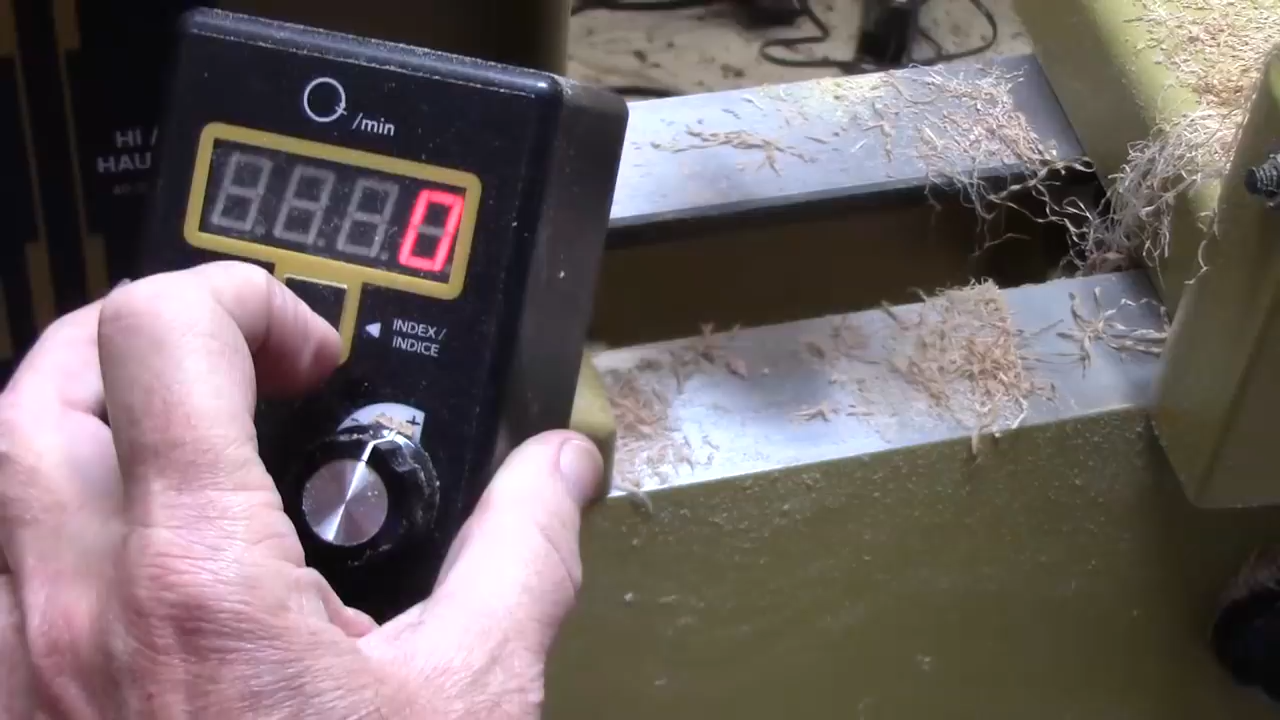 /min
0
INDEX /
INDICE
+
HI /
HAU